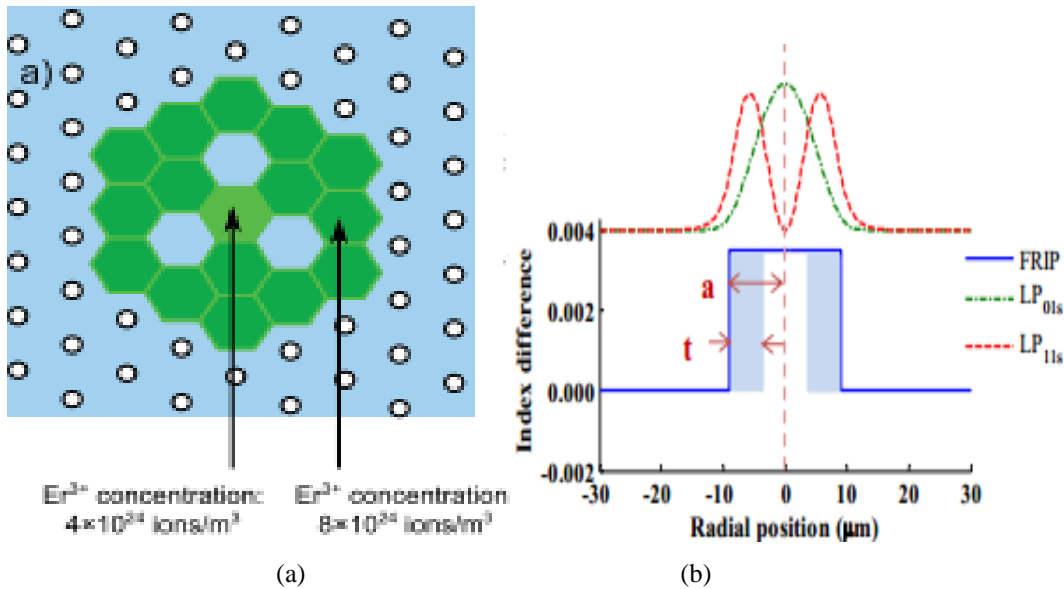 a)
Er³⁺ concentration:
4×10²⁴ ions/m³
Er³⁺ concentration
8×10²⁴ ions/m³
(a)
Index difference
0.004
0.002
0.000
-0.002
-30
-20
-10
0
10
20
30
Radial position (µm)
a
t
FRIP
LP₀₁ₛ
LP₁₁ₛ
(b)